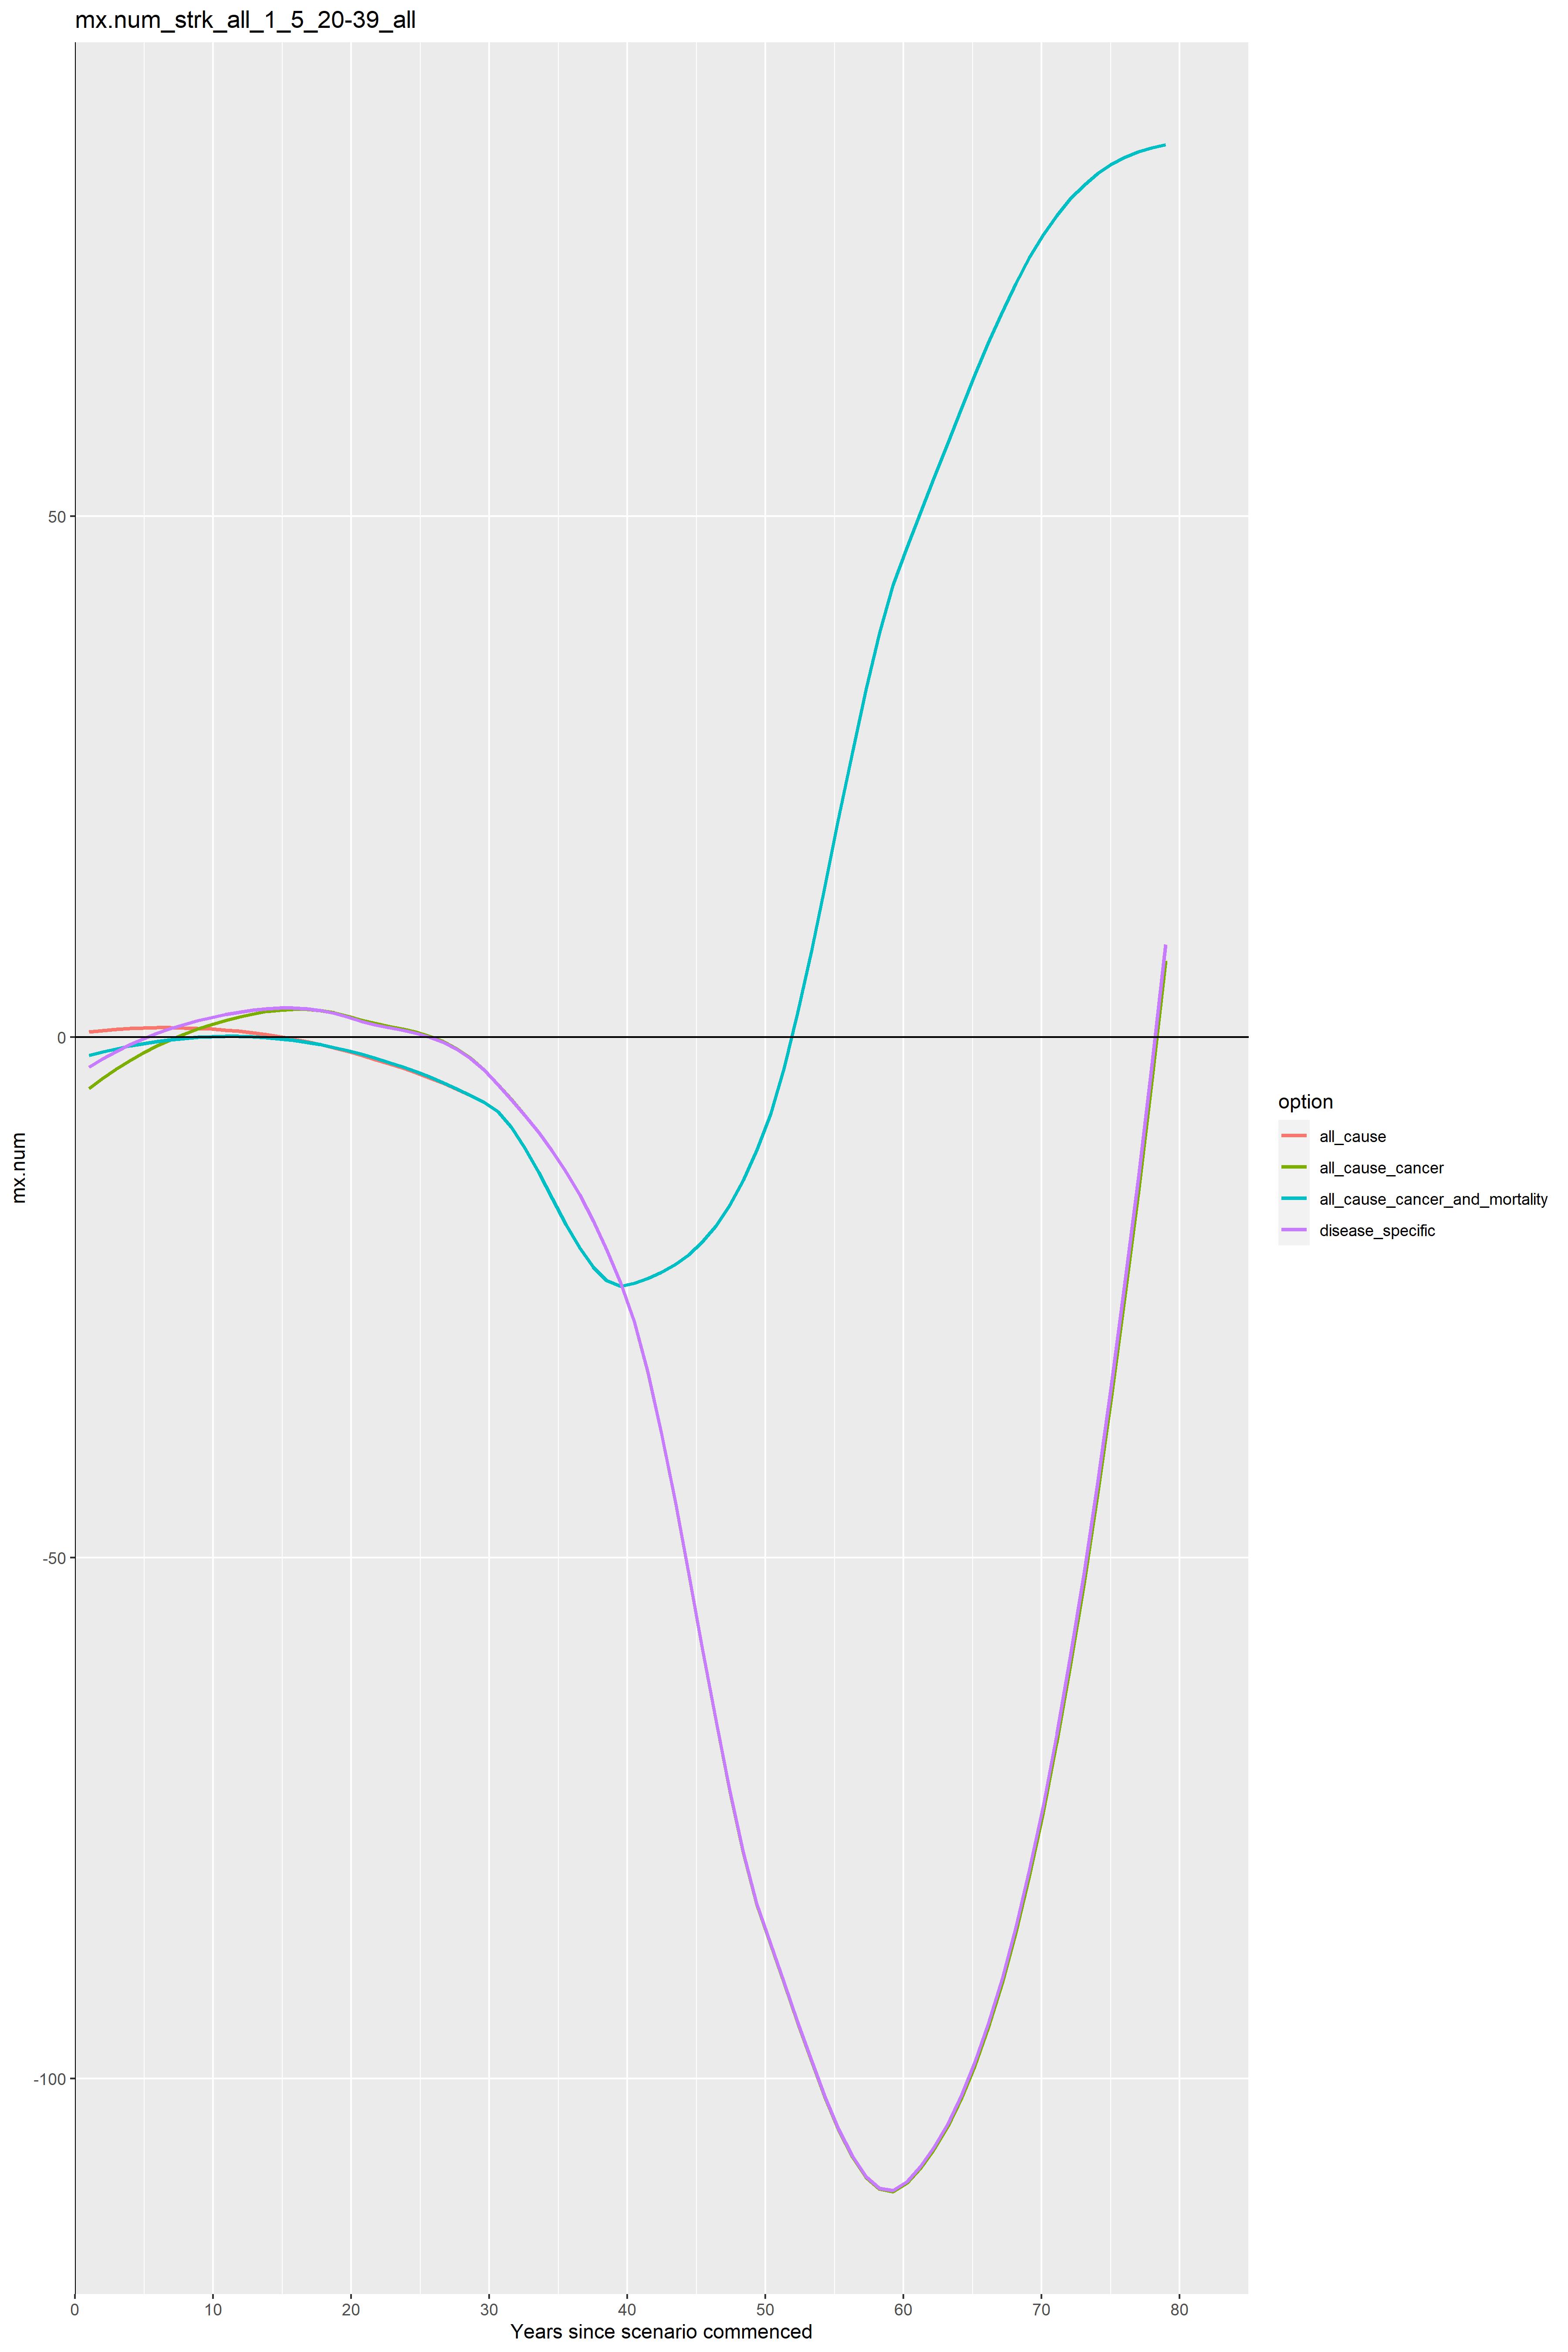 mx.num_strk_all_1_5_20-39_all
mx.num
50
0
-50
-100
0 10 20 30 40 50 60 70 80
Years since scenario commenced
option
all_cause
all_cause_cancer
all_cause_cancer_and_mortality
disease_specific